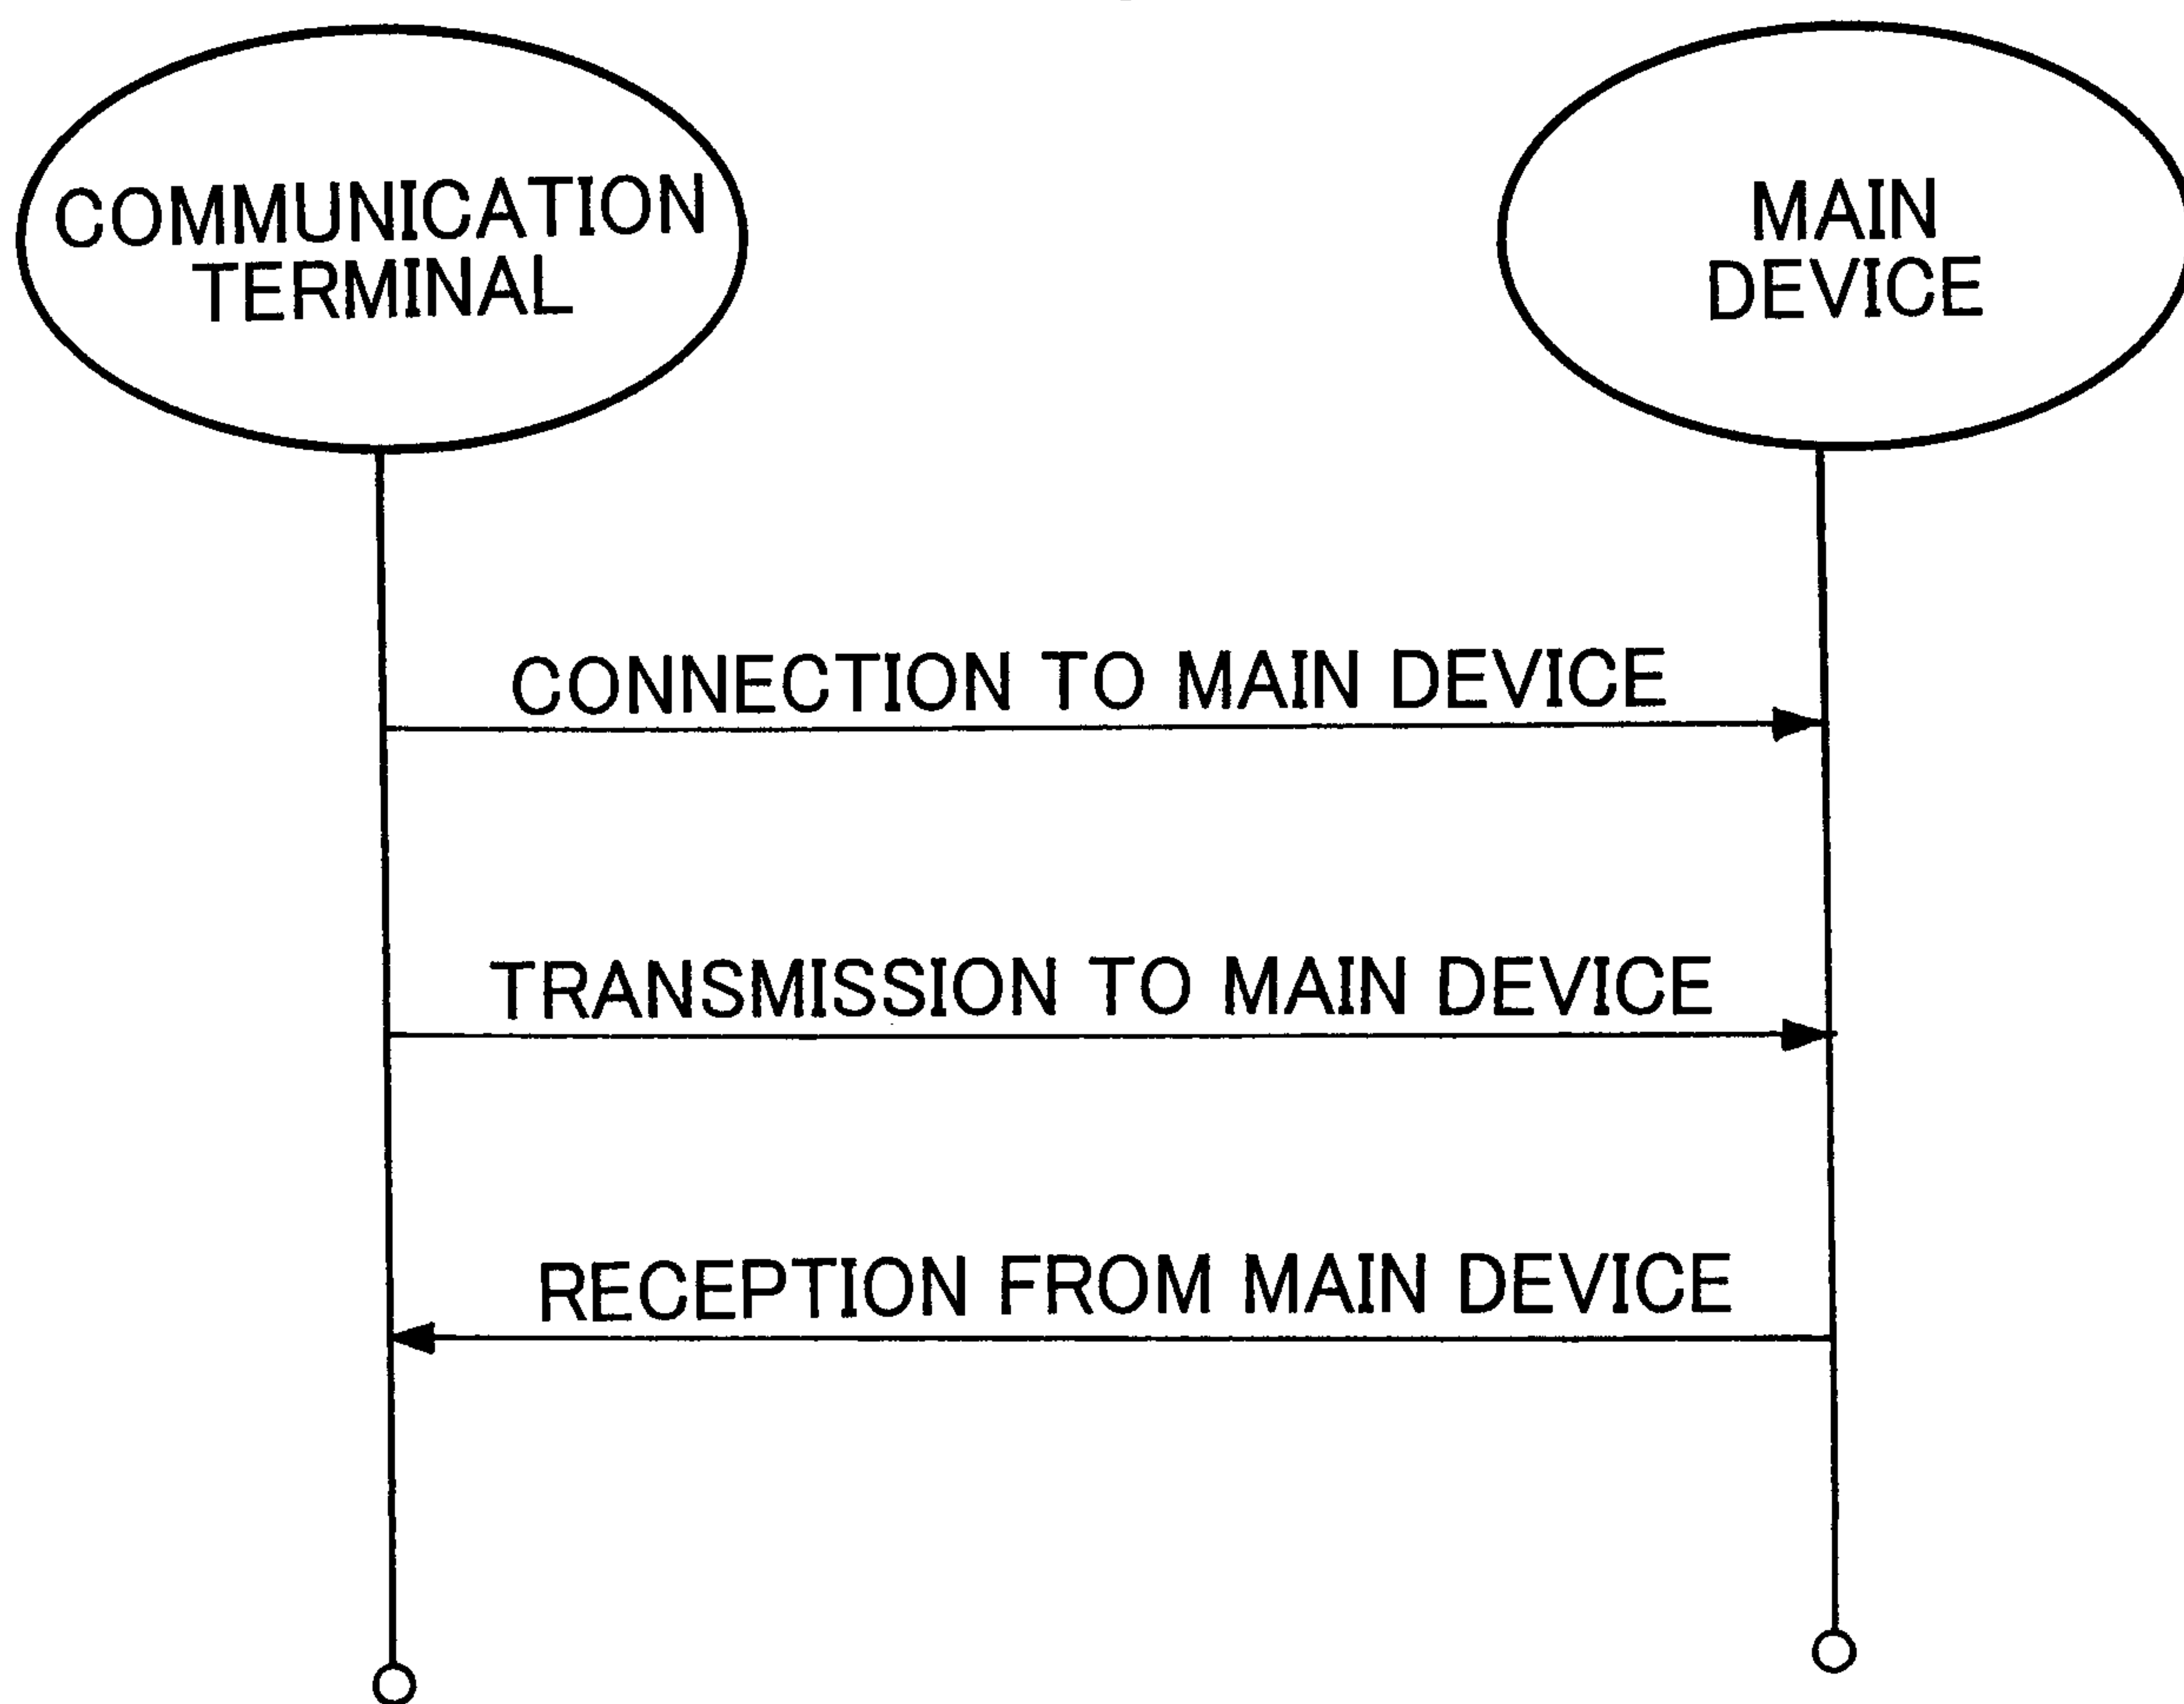 COMMUNICATION
TERMINAL
MAIN
DEVICE
CONNECTION TO MAIN DEVICE
TRANSMISSION TO MAIN DEVICE
RECEPTION FROM MAIN DEVICE